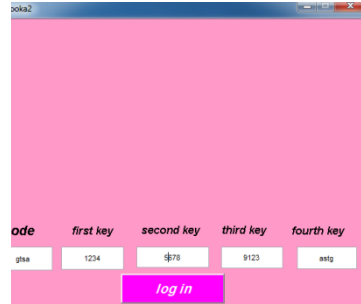 ooka2
ode first key second key third key fourth key
gtsa 1234 5678 9123 astg
log in